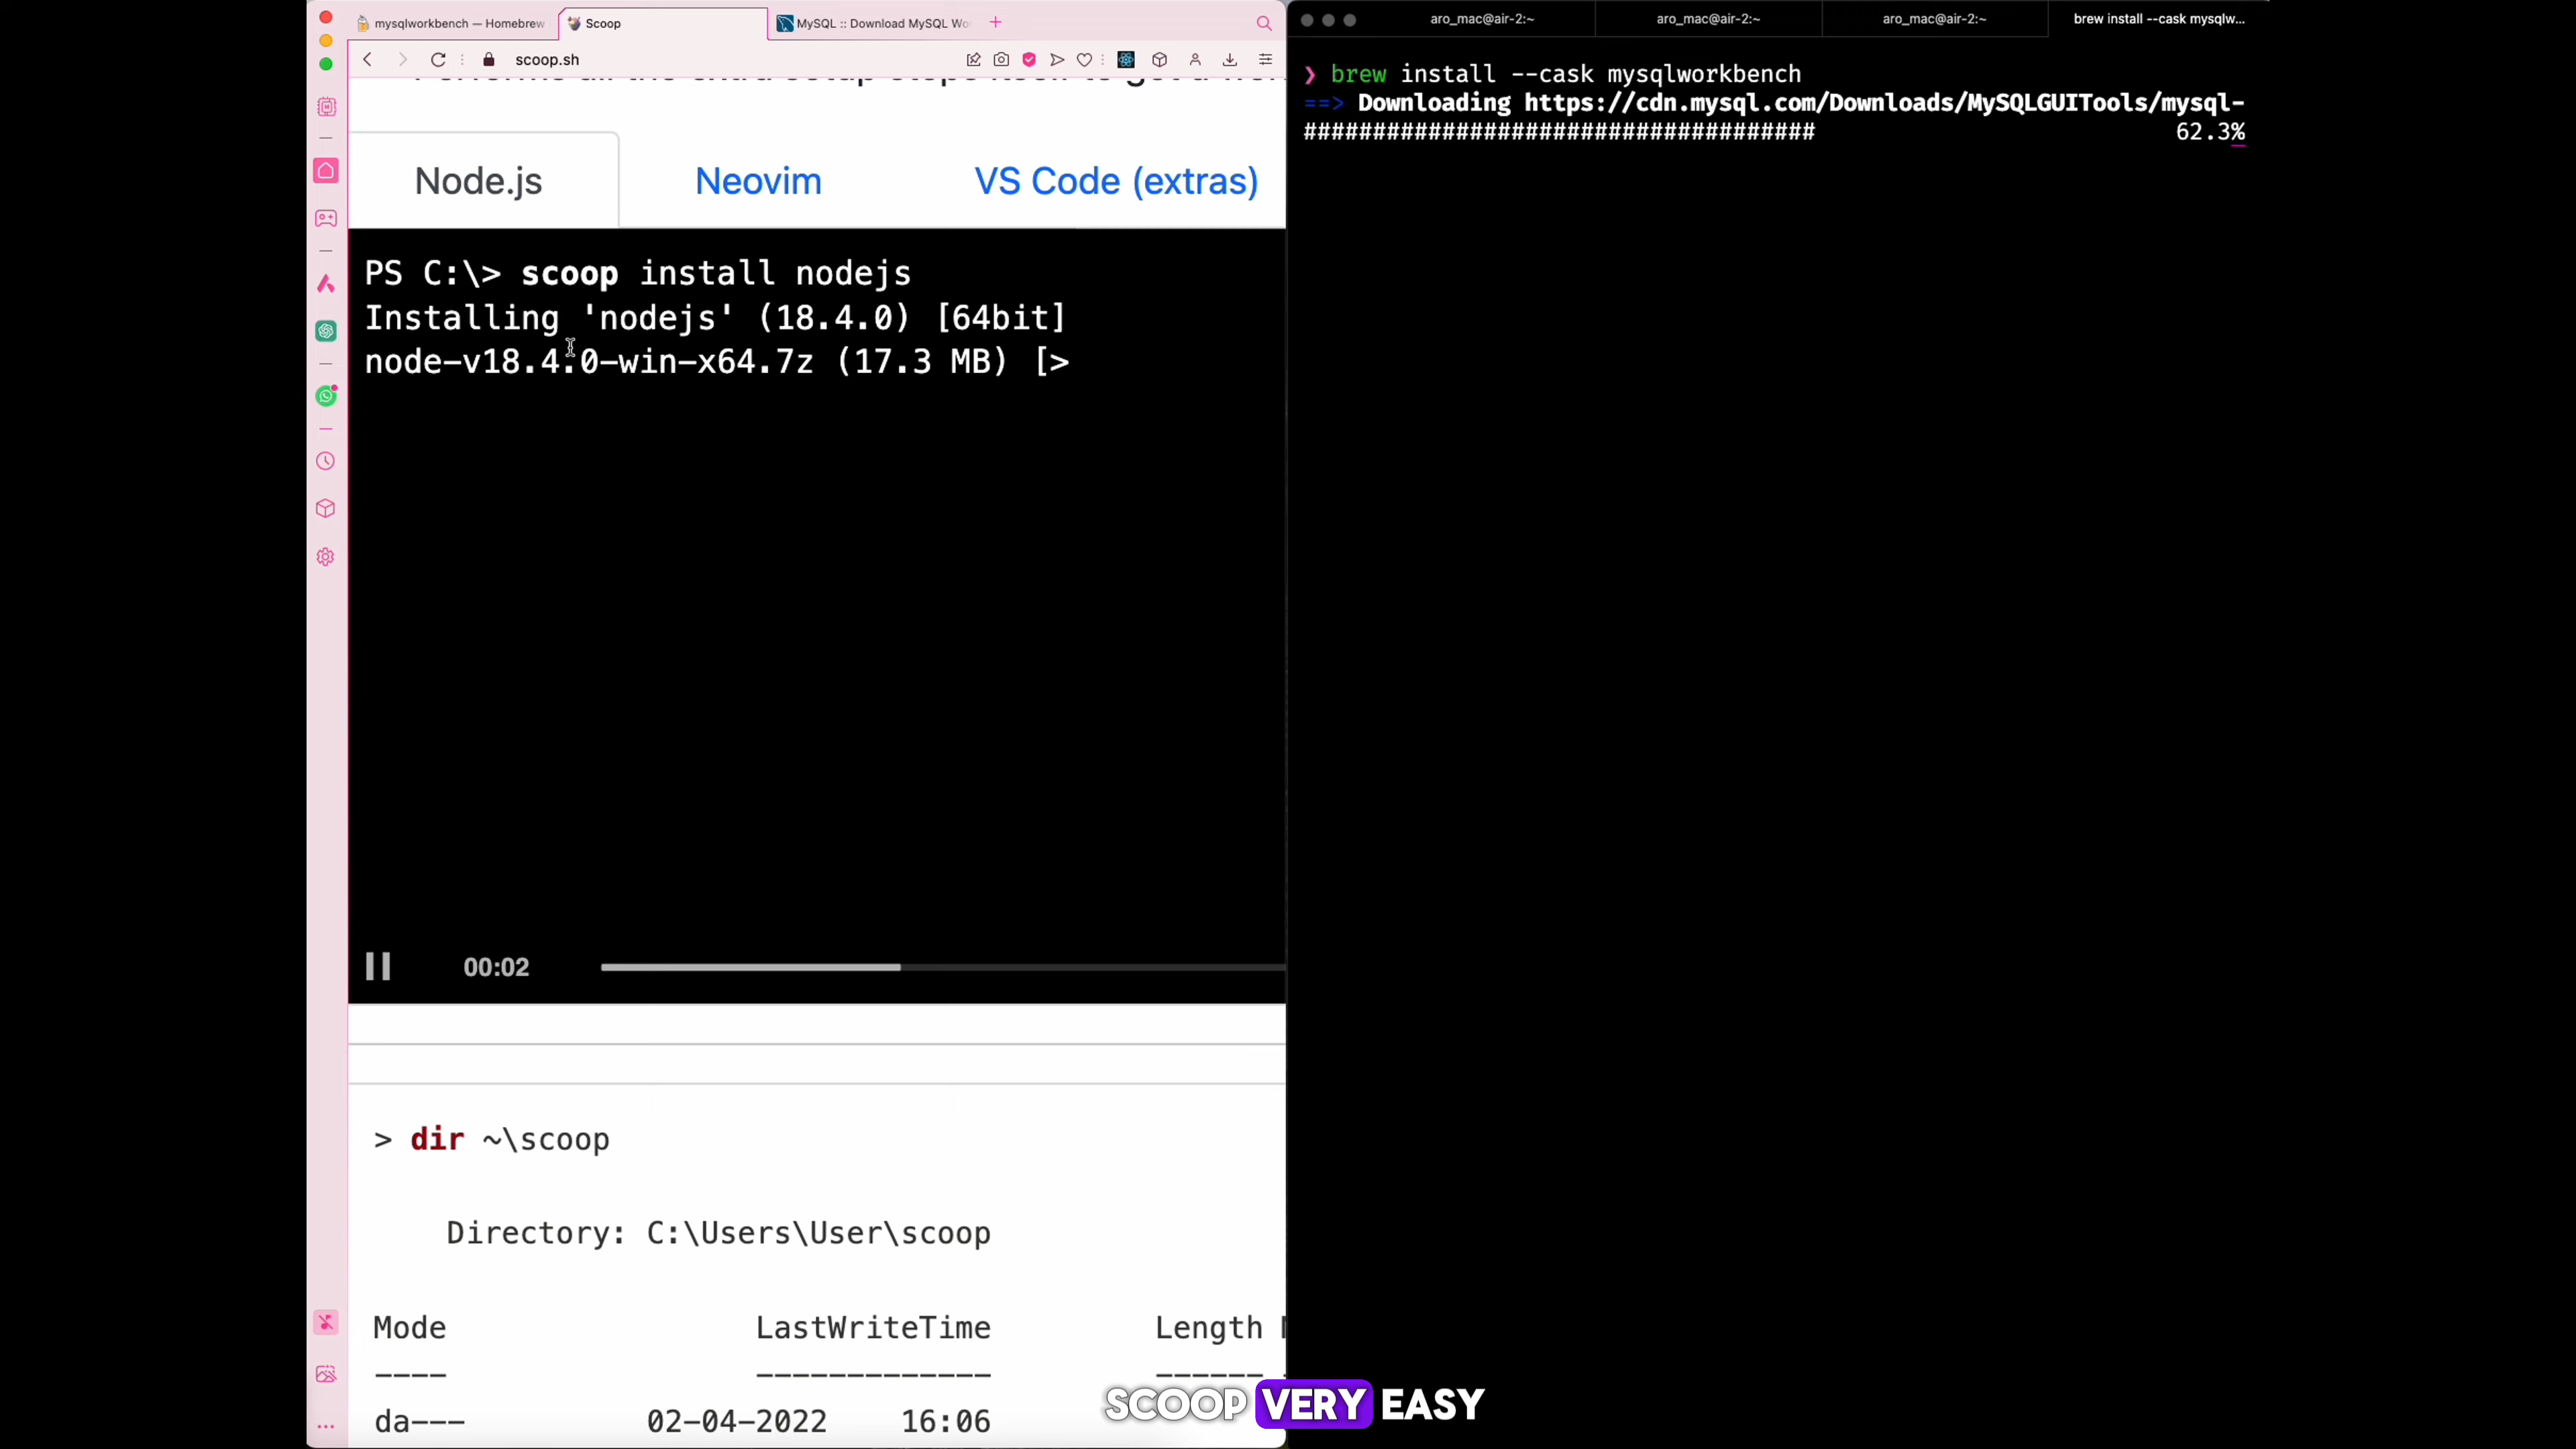 mysqlworkbench — Homebrew
Scoop
MySQL :: Download MySQL Wo
scoop.sh
Node.js
Neovim
VS Code (extras)
PS C:\> scoop install nodejs
Installing 'nodejs' (18.4.0) [64bit]
node-v18.4.0-win-x64.7z (17.3 MB) [>
00:02
> dir ~\scoop
Directory: C:\Users\User\scoop
Mode LastWriteTime Length
---- ------------- ------
da--- 02-04-2022 16:06
aro_mac@air-2:~
aro_mac@air-2:~
aro_mac@air-2:~
brew install --cask mysqlw...
❯ brew install --cask mysqlworkbench
==> Downloading https://cdn.mysql.com/Downloads/MySQLGUITools/mysql-
##################################### 62.3%
SCOOP VERY EASY